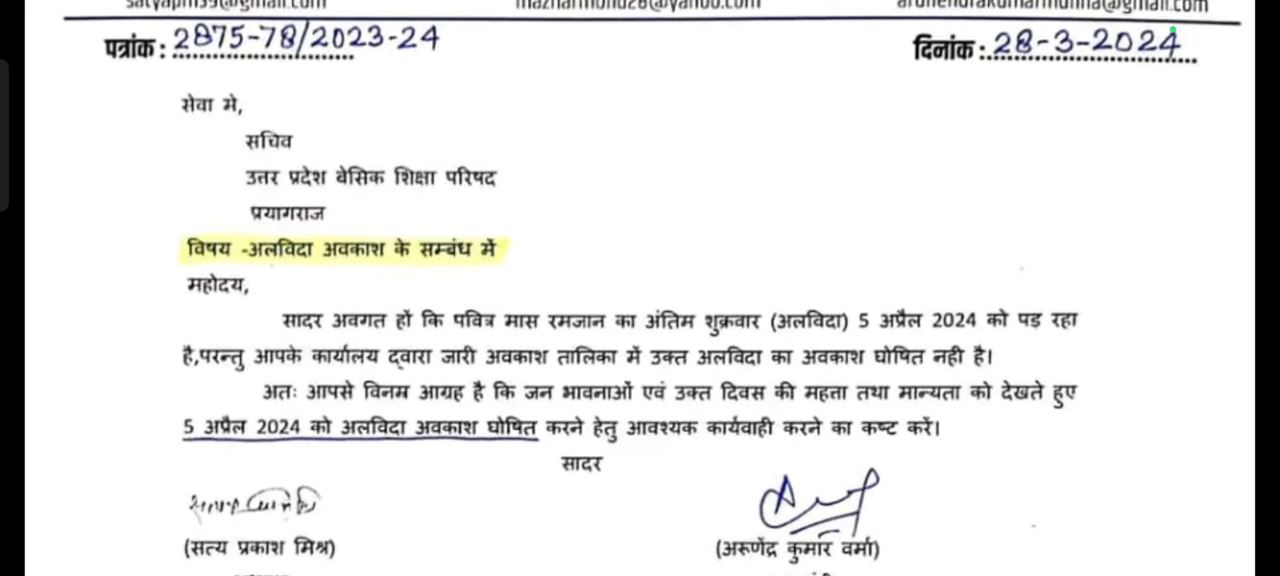 पत्रांक : 2875-78/2023-24
दिनांक : 28-3-2024
सेवा मे,
सचिव
उत्तर प्रदेश बेसिक शिक्षा परिषद
प्रयागराज
विषय -अलविदा अवकाश के सम्बंध में
महोदय,
सादर अवगत हों कि पवित्र मास रमजान का अंतिम शुक्रवार (अलविदा) 5 अप्रैल 2024 को पड़ रहा
है,परन्तु आपके कार्यालय द्वारा जारी अवकाश तालिका में उक्त अलविदा का अवकाश घोषित नही है।
अतः आपसे विनम्र आग्रह है कि जन भावनाओं एवं उक्त दिवस की महत्ता तथा मान्यता को देखते हुए
5 अप्रैल 2024 को अलविदा अवकाश घोषित करने हेतु आवश्यक कार्यवाही करने का कष्ट करें।
सादर
(सत्य प्रकाश मिश्र)
(अरूणेंद्र कुमार वर्मा)